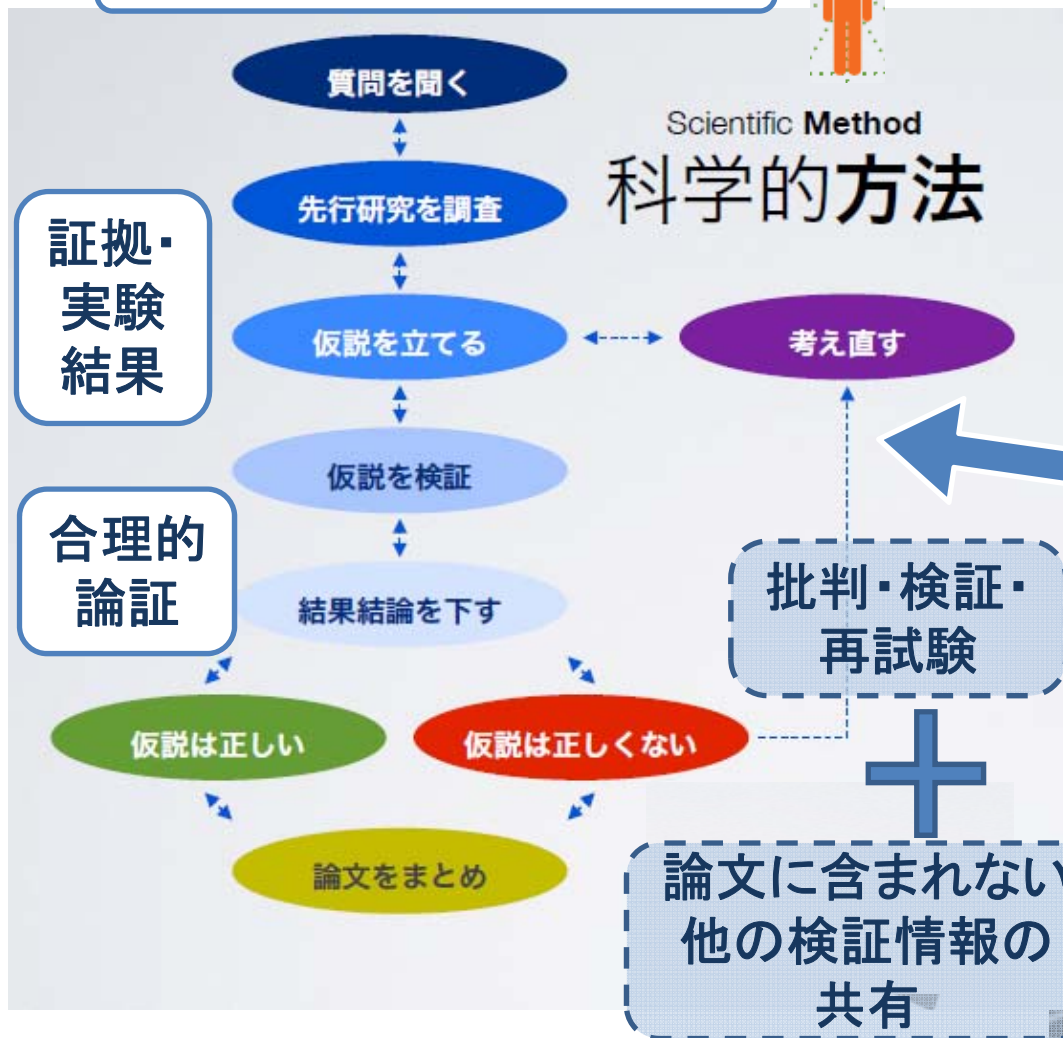 質問を聞く
Scientific Method
科学的方法
先行研究を調査
証拠・
実験
結果
仮説を立てる
考え直す
仮説を検証
合理的
論証
結果結論を下す
批判・検証・
再試験
仮説は正しい
仮説は正しくない
論文をまとめ
論文に含まれない
他の検証情報の
共有